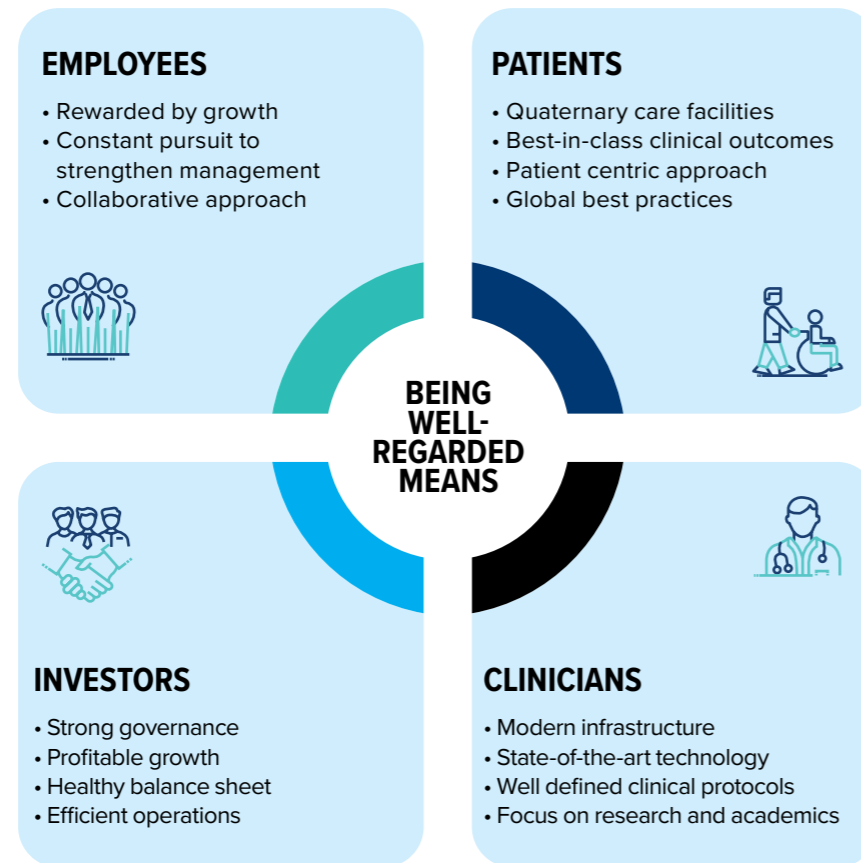 EMPLOYEES
• Rewarded by growth
• Constant pursuit to
strengthen management
• Collaborative approach
PATIENTS
• Quaternary care facilities
• Best-in-class clinical outcomes
• Patient centric approach
• Global best practices
BEING
WELL-
REGARDED
MEANS
INVESTORS
• Strong governance
• Profitable growth
• Healthy balance sheet
• Efficient operations
CLINICIANS
• Modern infrastructure
• State-of-the-art technology
• Well defined clinical protocols
• Focus on research and academics